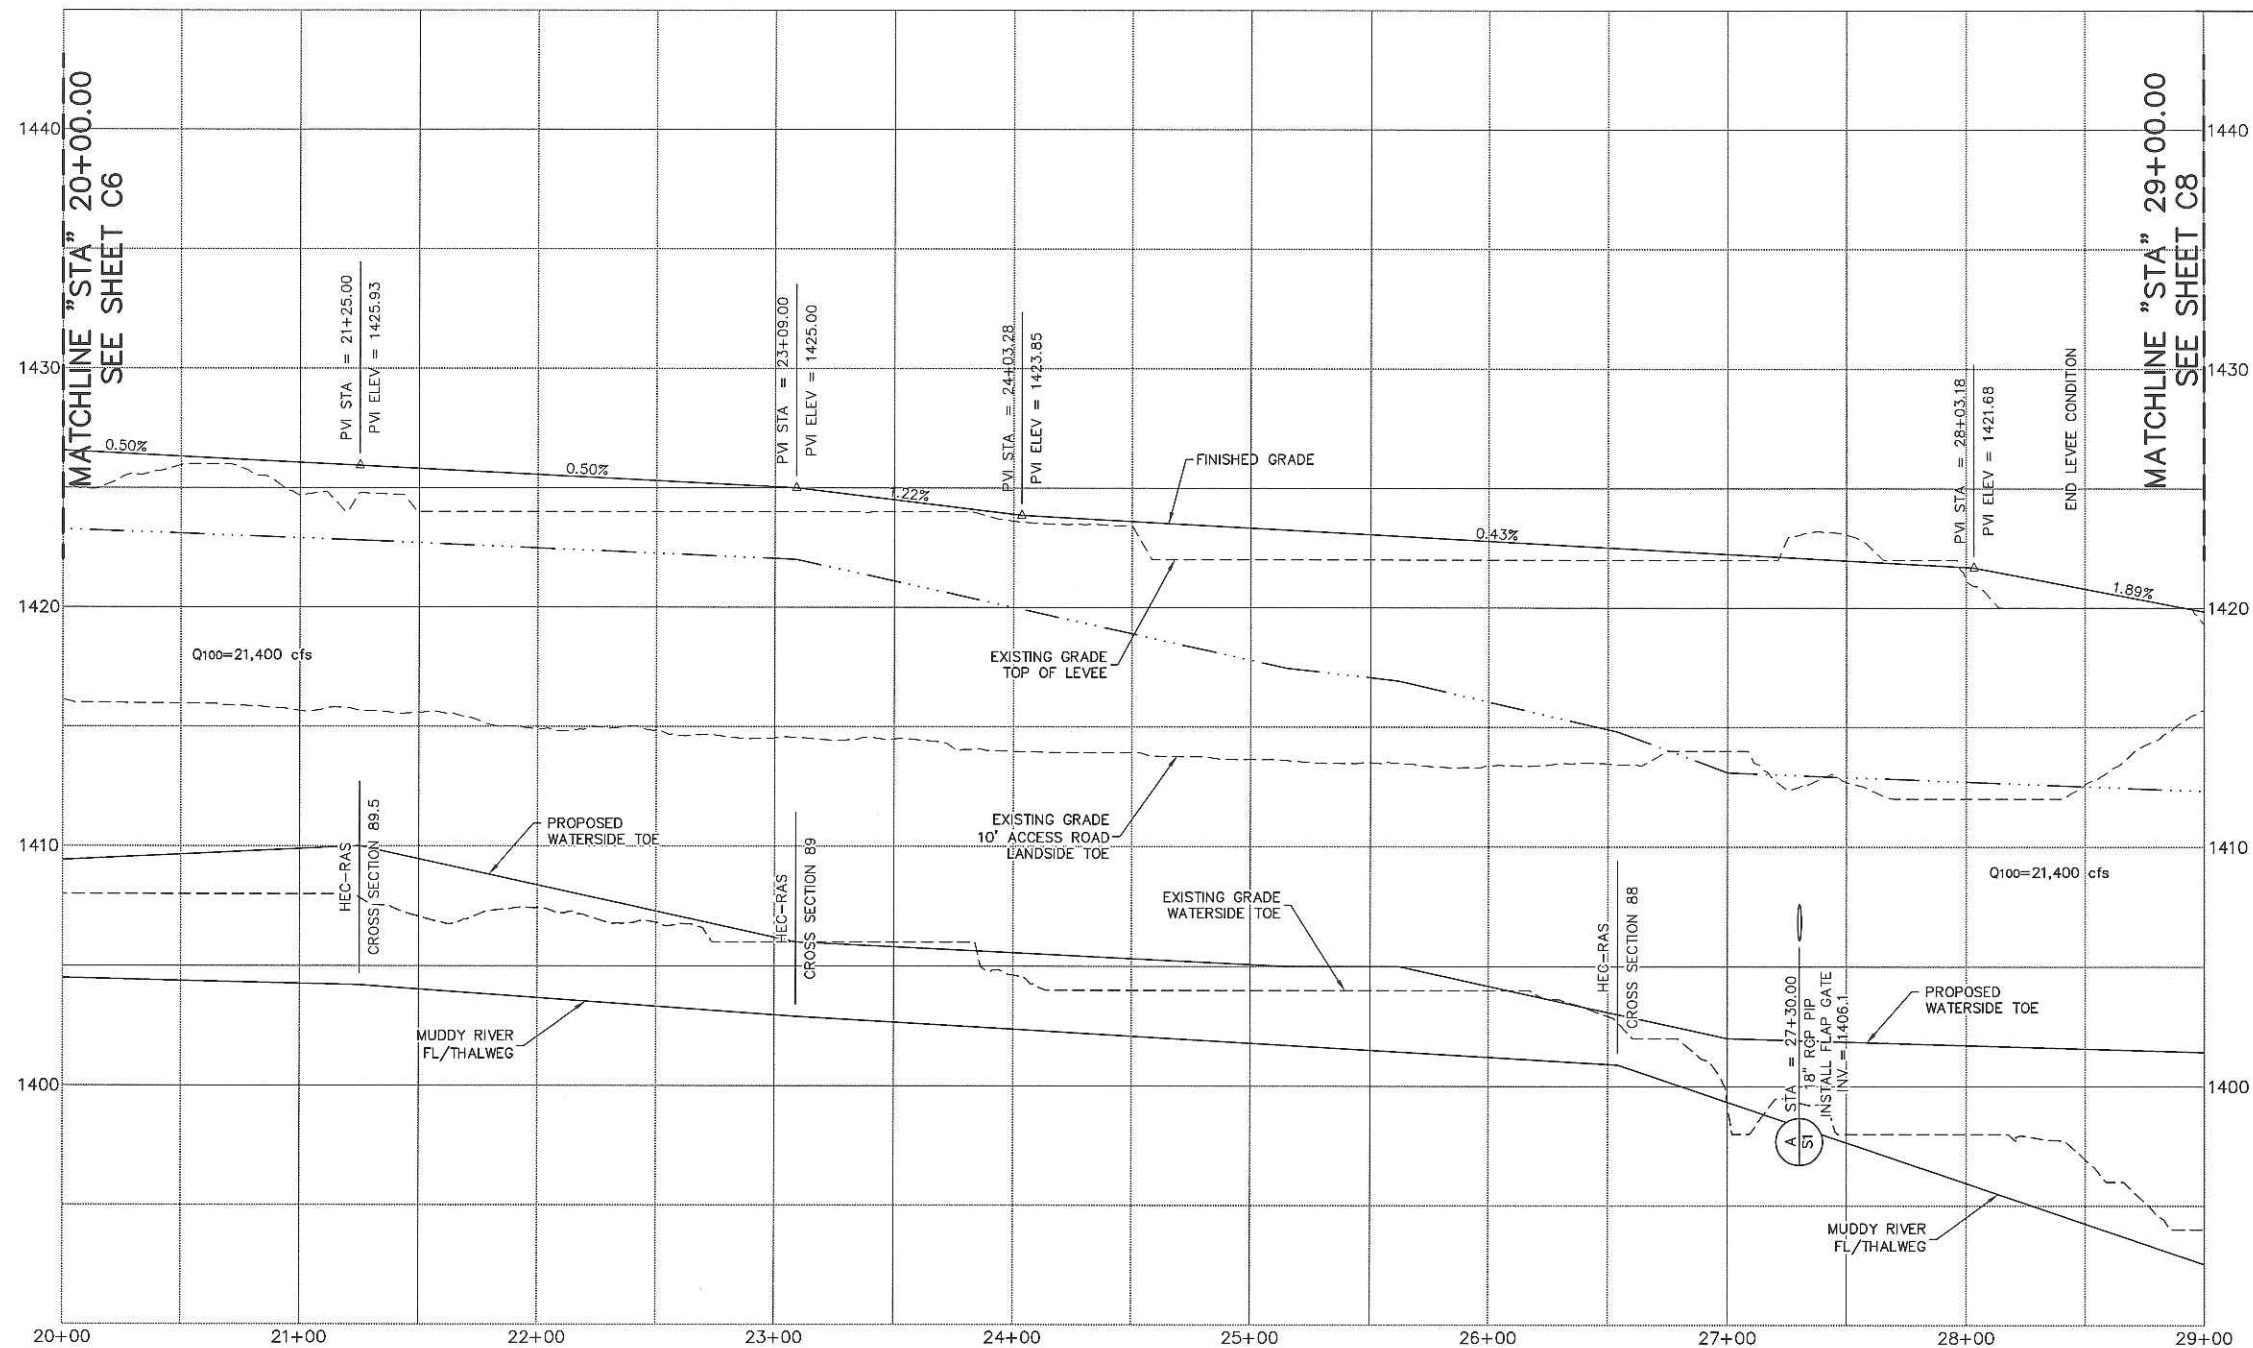 MATCHLINE "STA" 20+00.00
SEE SHEET C6
MATCHLINE "STA" 29+00.00
SEE SHEET C8
1440
1440
1430
1430
1420
1420
1410
1410
1400
1400
PVI STA = 21+25.00
PVI ELEV = 1425.93
PVI STA = 23+09.00
PVI ELEV = 1425.00
PVI STA = 24+03.28
PVI ELEV = 1423.85
PVI STA = 28+03.18
PVI ELEV = 1421.68
END LEVEE CONDITION
0.50%
0.50%
1.22%
FINISHED GRADE
0.43%
1.89%
Q100=21,400 cfs
EXISTING GRADE
TOP OF LEVEE
HEC-RAS
CROSS SECTION 89.5
PROPOSED
WATERSIDE TOE
HEC-RAS
CROSS SECTION 89
EXISTING GRADE
10' ACCESS ROAD
LANDSIDE TOE
EXISTING GRADE
WATERSIDE TOE
HEC-RAS
CROSS SECTION 88
Q100=21,400 cfs
STA = 27+30.00
18" RCP PIP
INSTALL FLAP GATE
INV = 1406.1
PROPOSED
WATERSIDE TOE
MUDDY RIVER
FL/THALWEG
A
S1
MUDDY RIVER
FL/THALWEG
20+00
21+00
22+00
23+00
24+00
25+00
26+00
27+00
28+00
29+00